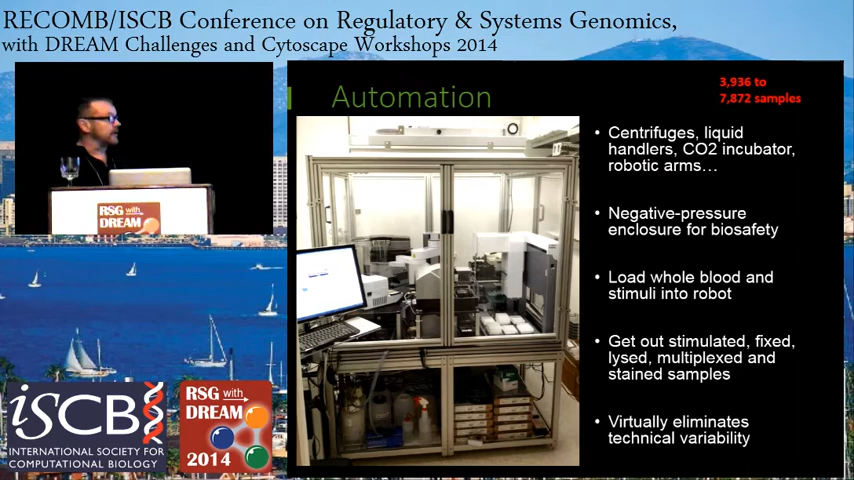 RECOMB/ISCB Conference on Regulatory & Systems Genomics,
with DREAM Challenges and Cytoscape Workshops 2014
RSG with
DREAM
Automation
3,936 to
7,872 samples
• Centrifuges, liquid
handlers, CO2 incubator,
robotic arms…
• Negative-pressure
enclosure for biosafety
• Load whole blood and
stimuli into robot
• Get out stimulated, fixed,
lysed, multiplexed and
stained samples
• Virtually eliminates
technical variability
iSCB
INTERNATIONAL SOCIETY FOR
COMPUTATIONAL BIOLOGY
RSG with
DREAM
2014